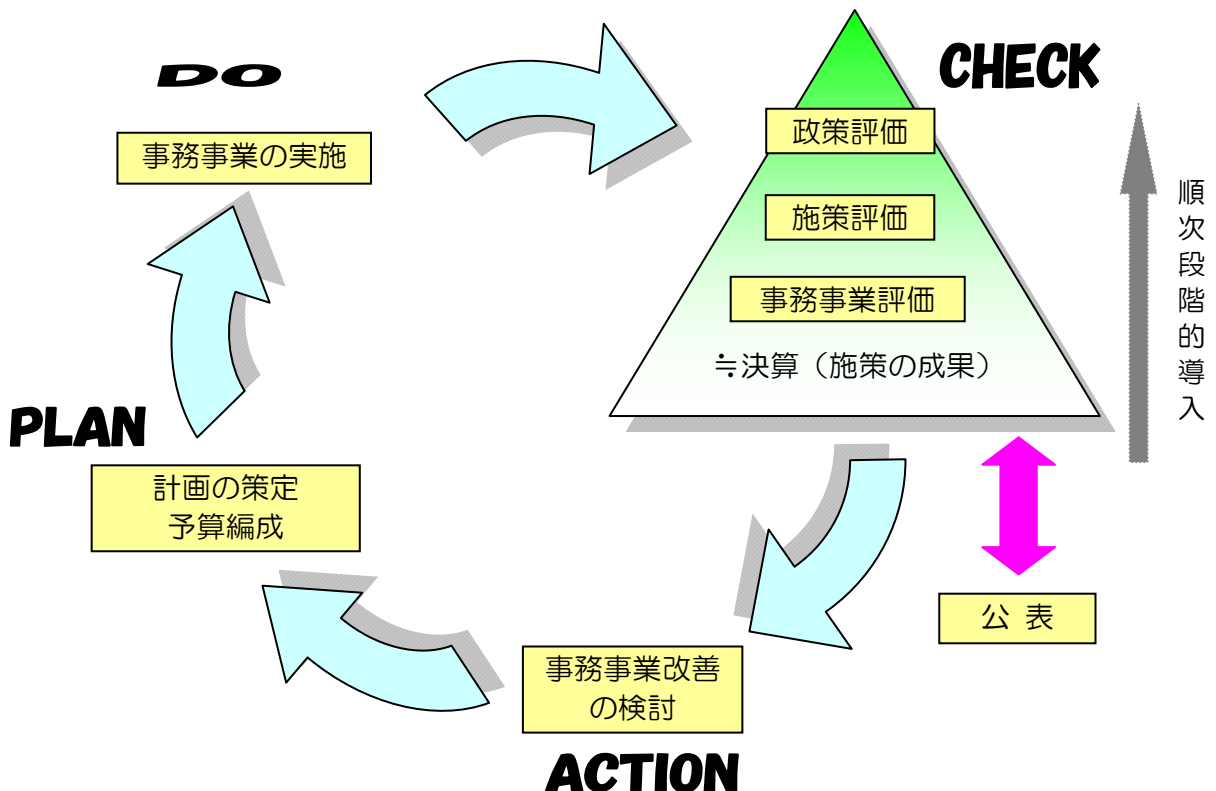 DO
事務事業の実施
CHECK
政策評価
施策評価
事務事業評価
≒決算（施策の成果）
順次段階的導入
PLAN
計画の策定
予算編成
公 表
事務事業改善
の検討
ACTION